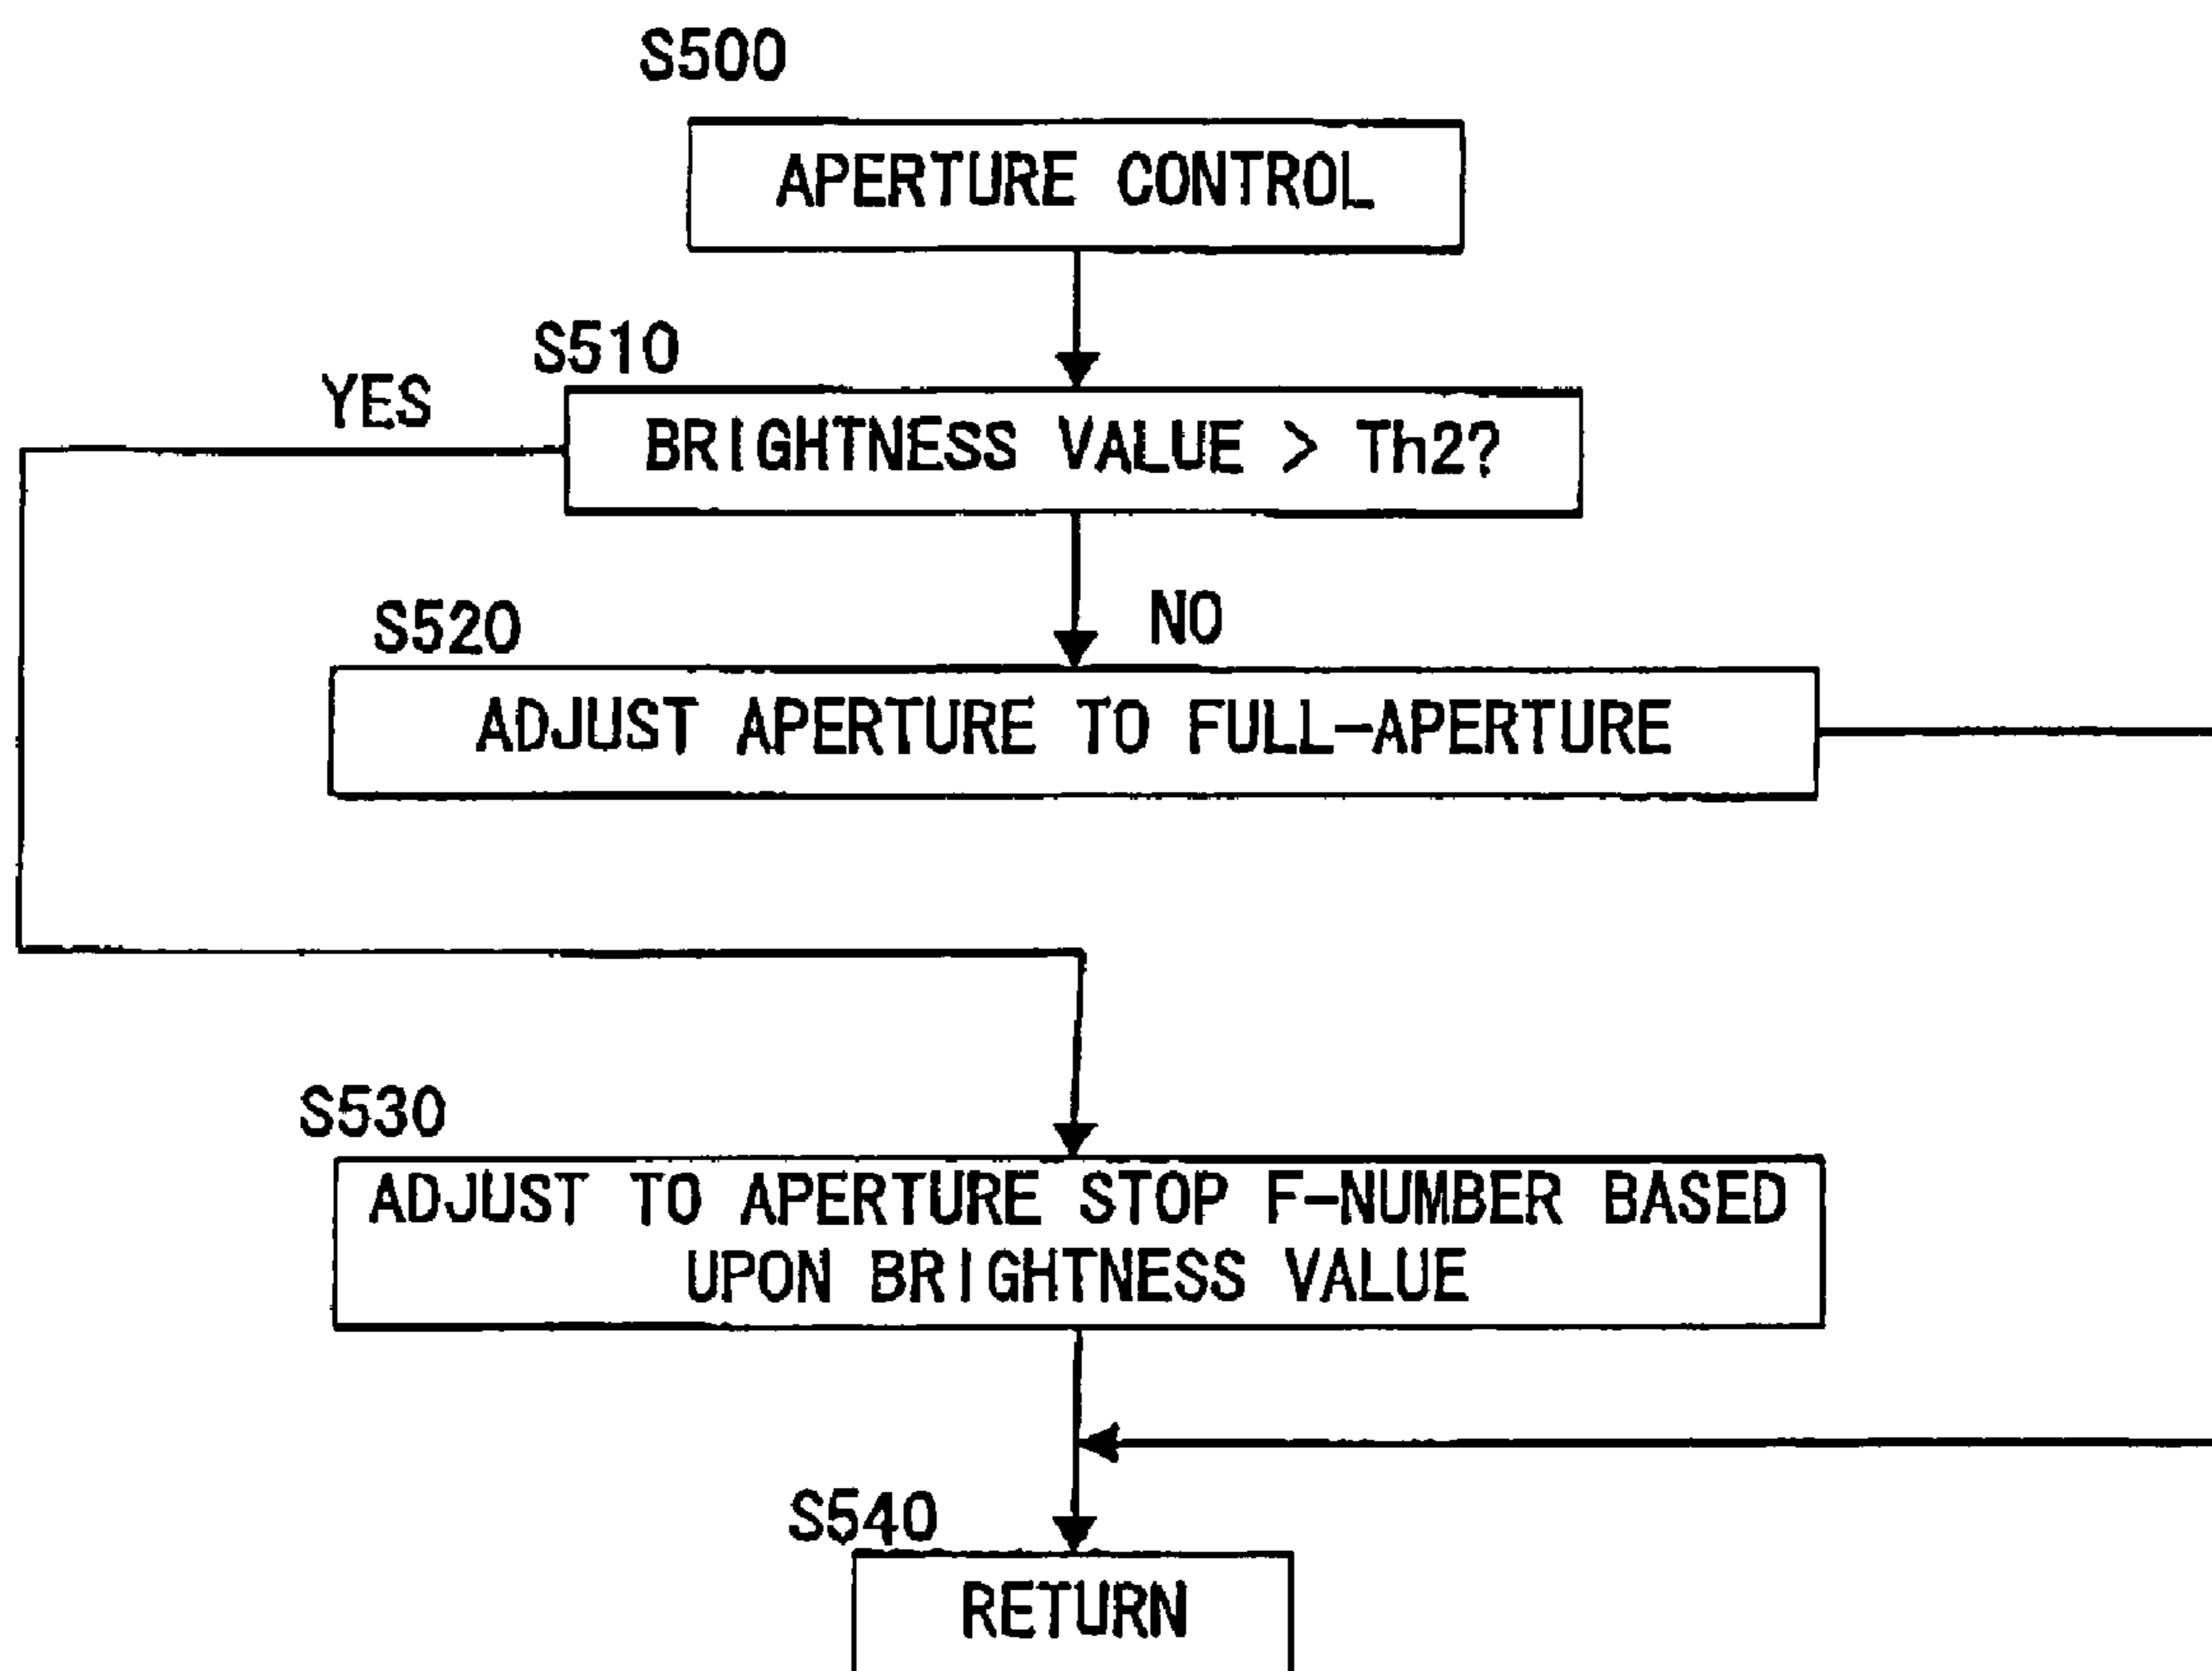 S500
APERTURE CONTROL
S510
YES
BRIGHTNESS VALUE > Th2?
NO
S520
ADJUST APERTURE TO FULL-APERTURE
S530
ADJUST TO APERTURE STOP F-NUMBER BASED
UPON BRIGHTNESS VALUE
S540
RETURN